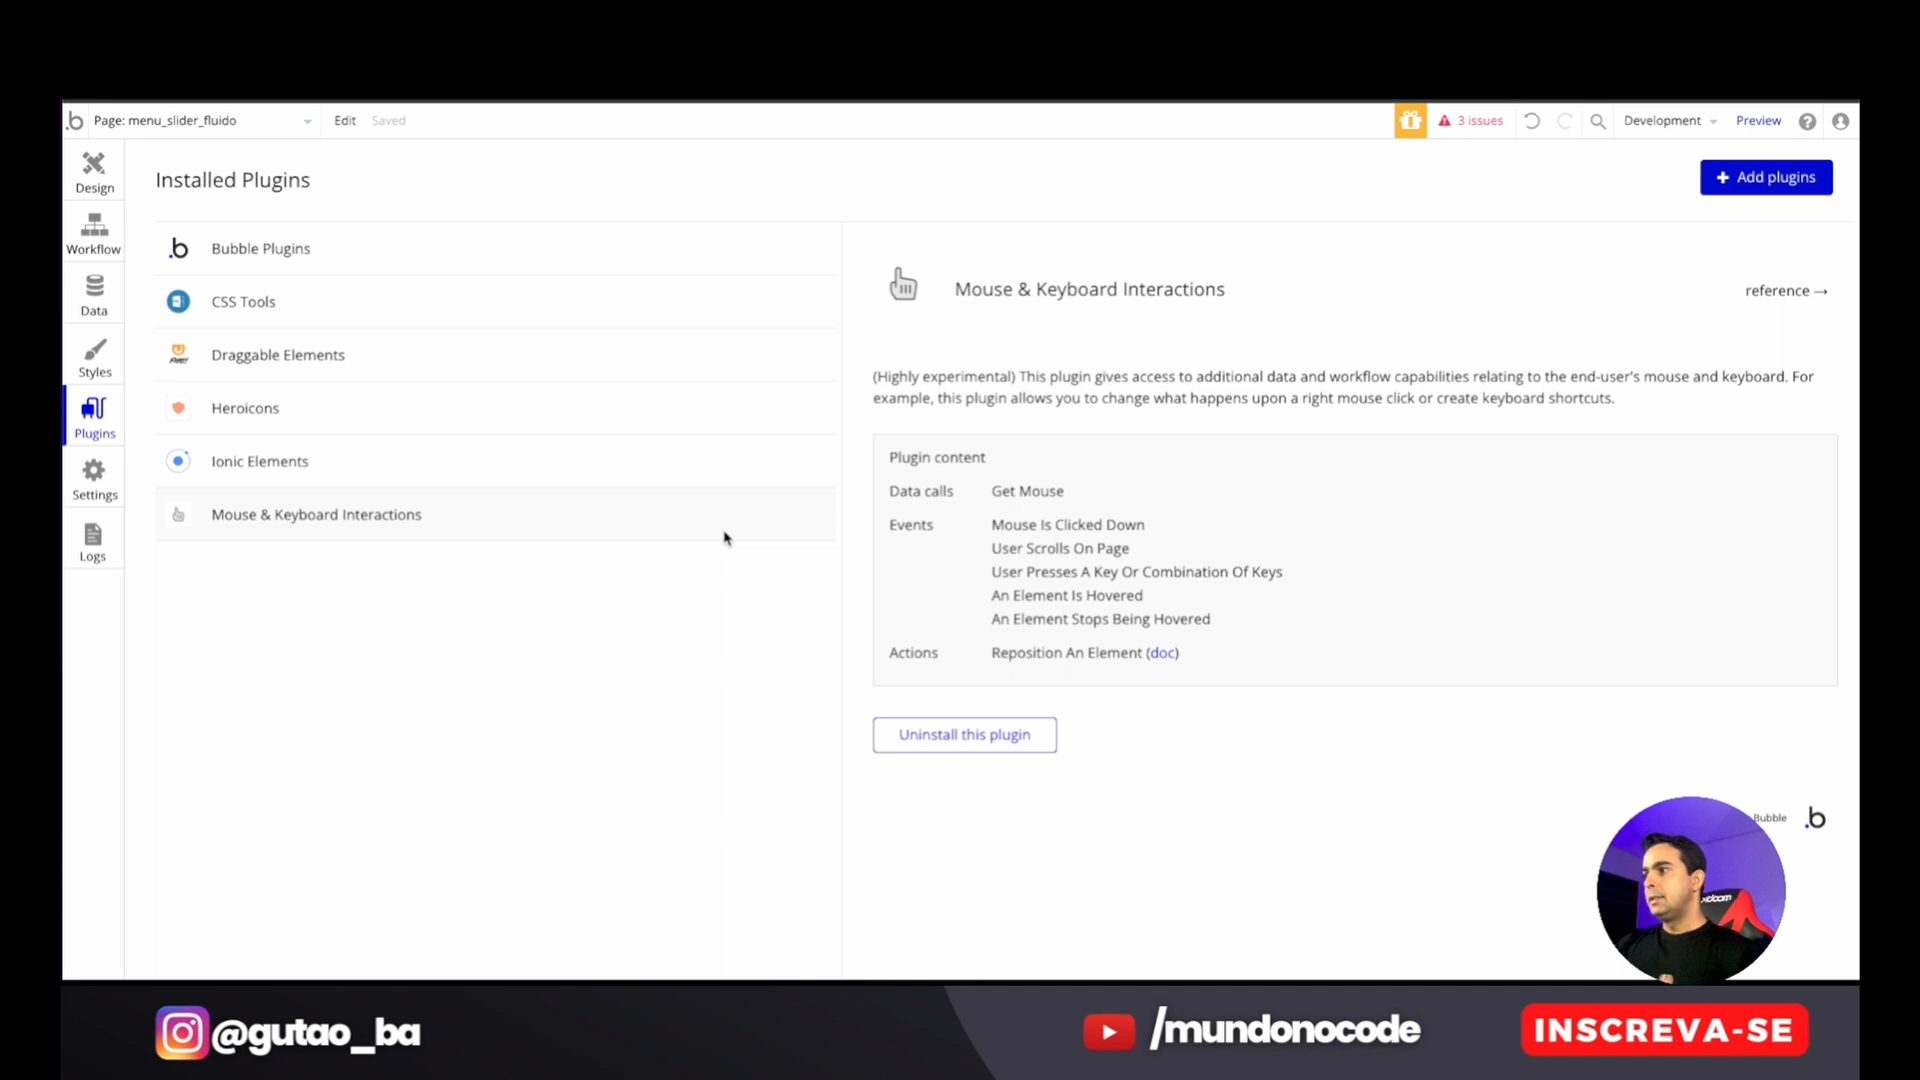 Page: menu_slider_fluido
Edit
Saved
3 issues
Development
Preview
Design
Workflow
Data
Styles
Plugins
Settings
Logs
Installed Plugins
+ Add plugins
Bubble Plugins
CSS Tools
Draggable Elements
Heroicons
Ionic Elements
Mouse & Keyboard Interactions
Mouse & Keyboard Interactions
reference →
(Highly experimental) This plugin gives access to additional data and workflow capabilities relating to the end-user's mouse and keyboard. For
example, this plugin allows you to change what happens upon a right mouse click or create keyboard shortcuts.
Plugin content
Data calls Get Mouse
Events Mouse Is Clicked Down
User Scrolls On Page
User Presses A Key Or Combination Of Keys
An Element Is Hovered
An Element Stops Being Hovered
Actions Reposition An Element (doc)
Uninstall this plugin
Bubble
@gutao_ba
/mundonocode
INSCREVA-SE